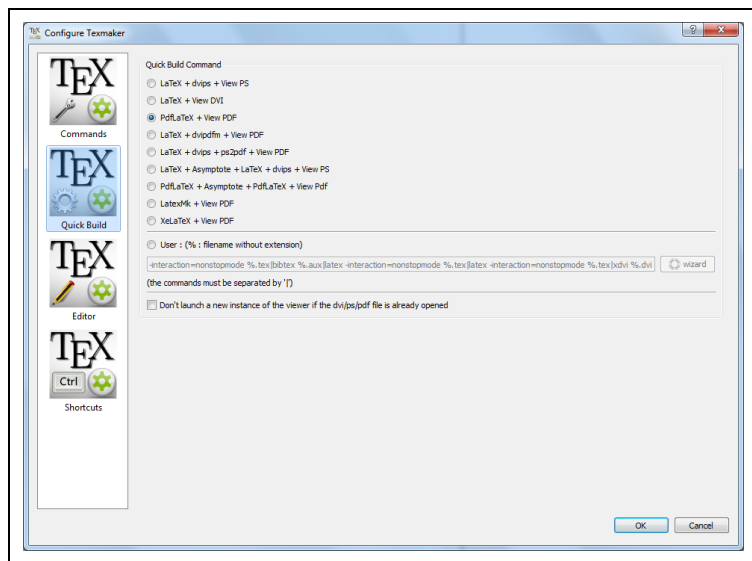 Configure Texmaker
TEX
Commands
TEX
Quick Build
TEX
Editor
TEX
Ctrl
Shortcuts
Quick Build Command
LaTeX + dvips + View PS
LaTeX + View DVI
PdfLaTeX + View PDF
LaTeX + dvipdfm + View PDF
LaTeX + dvips + ps2pdf + View PDF
LaTeX + Asymptote + LaTeX + dvips + View PS
PdfLaTeX + Asymptote + PdfLaTeX + View Pdf
LatexMk + View PDF
XeLaTeX + View PDF
User : (% : filename without extension)
-interaction=nonstopmode %.tex|bibtex %.aux|latex -interaction=nonstopmode %.tex|latex -interaction=nonstopmode %.tex|xdvi %.dvi
wizard
(the commands must be separated by '|')
Don't launch a new instance of the viewer if the dvi/ps/pdf file is already opened
OK
Cancel